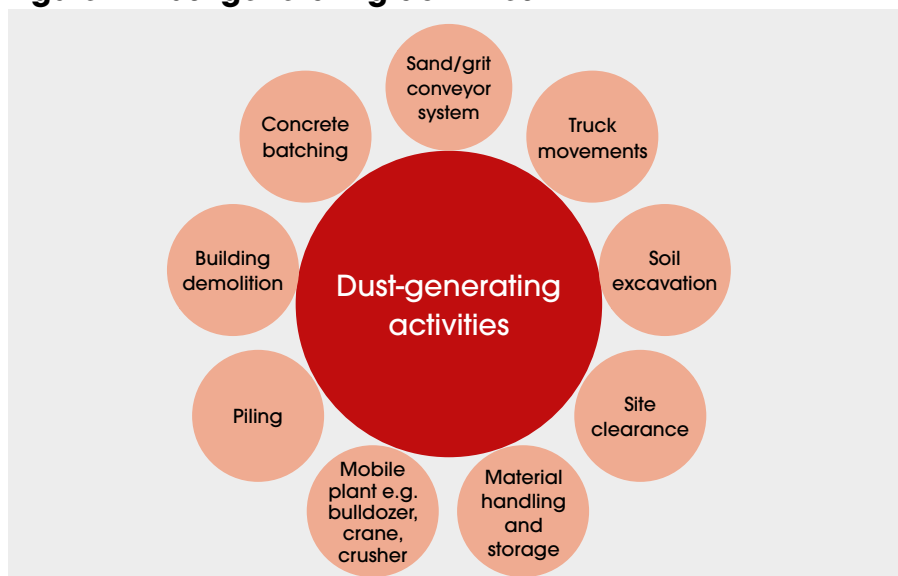 Sand/grit
conveyor
system
Truck
movements
Soil
excavation
Site
clearance
Material
handling
and
storage
Mobile
plant e.g.
bulldozer,
crane,
crusher
Piling
Building
demolition
Concrete
batching
Dust-generating
activities